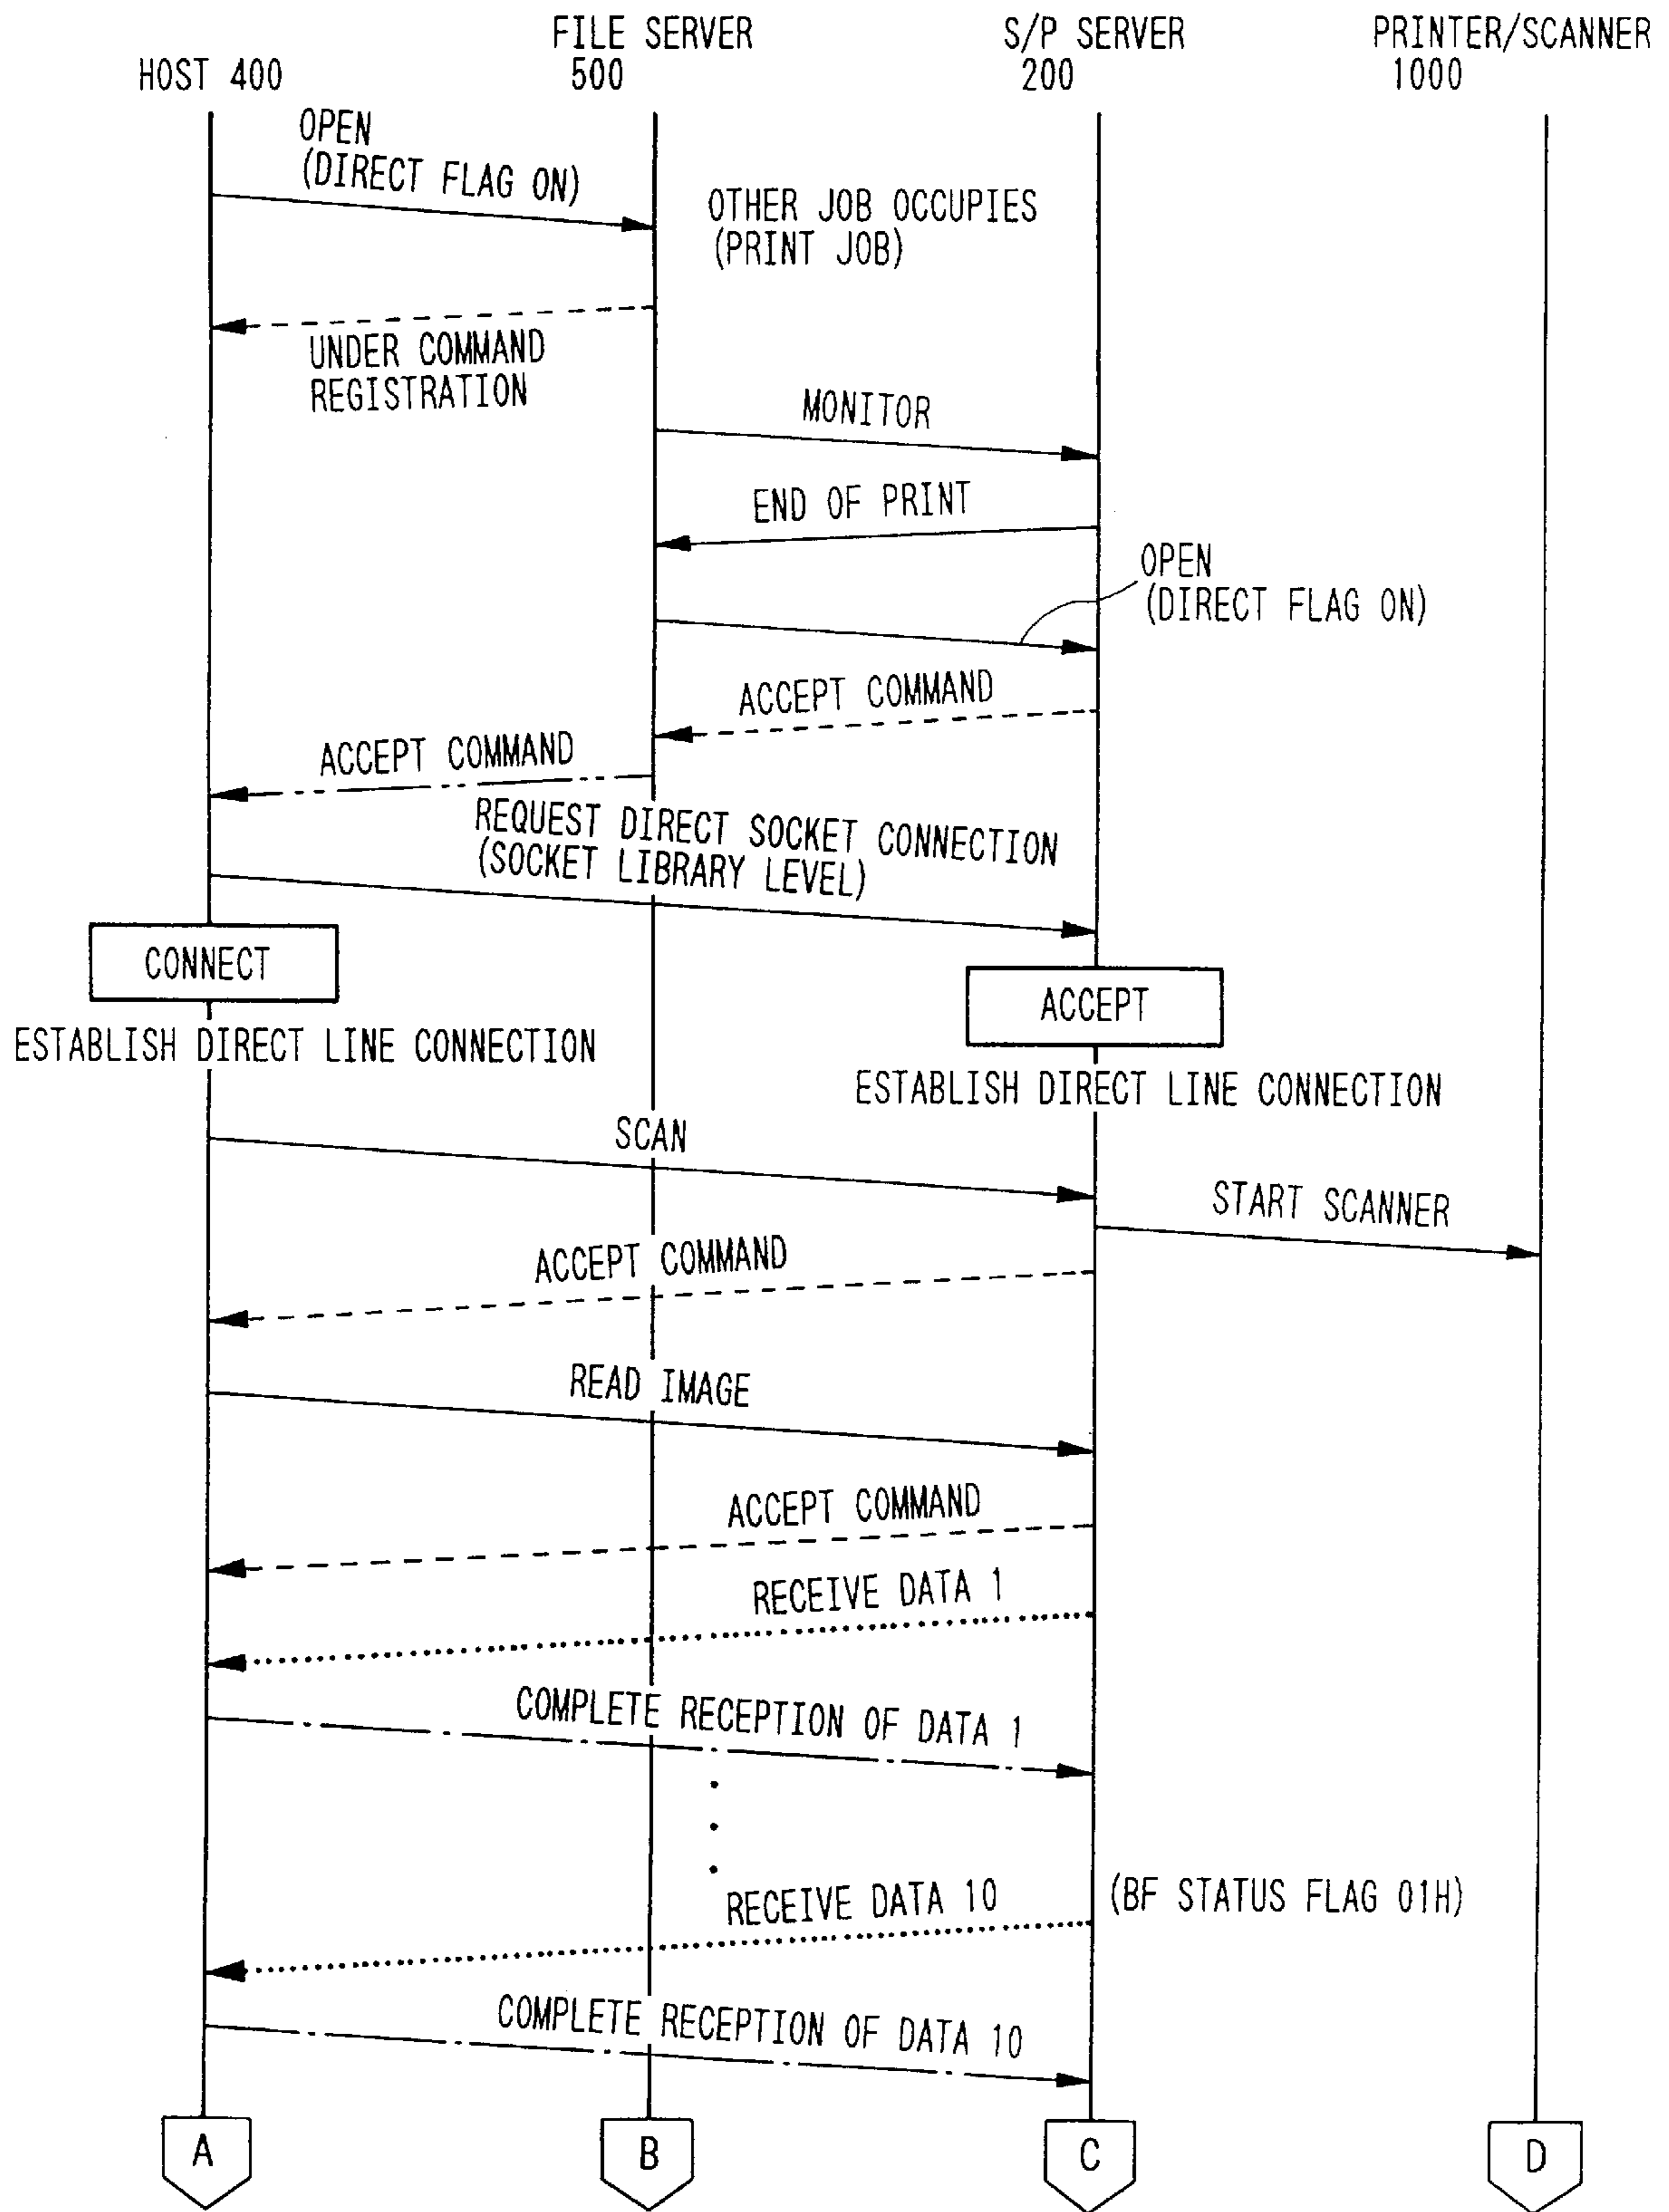 FILE SERVER
S/P SERVER
PRINTER/SCANNER
HOST 400
500
200
1000
OPEN
(DIRECT FLAG ON)
OTHER JOB OCCUPIES
(PRINT JOB)
UNDER COMMAND
REGISTRATION
MONITOR
END OF PRINT
OPEN
(DIRECT FLAG ON)
ACCEPT COMMAND
ACCEPT COMMAND
REQUEST DIRECT SOCKET CONNECTION
(SOCKET LIBRARY LEVEL)
CONNECT
ACCEPT
ESTABLISH DIRECT LINE CONNECTION
ESTABLISH DIRECT LINE CONNECTION
SCAN
START SCANNER
ACCEPT COMMAND
READ IMAGE
ACCEPT COMMAND
RECEIVE DATA 1
COMPLETE RECEPTION OF DATA 1
RECEIVE DATA 10
(BF STATUS FLAG 01H)
COMPLETE RECEPTION OF DATA 10
A
B
C
D